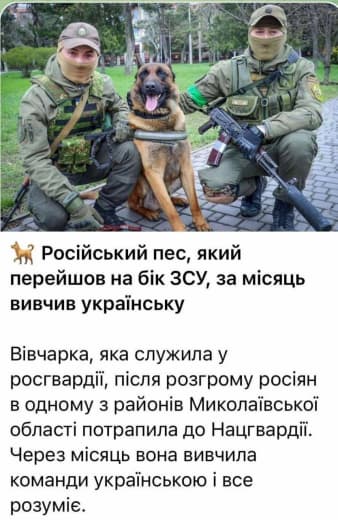 Російський пес, який
перейшов на бік ЗСУ, за місяць
вивчив українську
Вівчарка, яка служила у
росгвардії, після розгрому росіян
в одному з районів Миколаївської
області потрапила до Нацгвардії.
Через місяць вона вивчила
команди українською і все
розуміє.